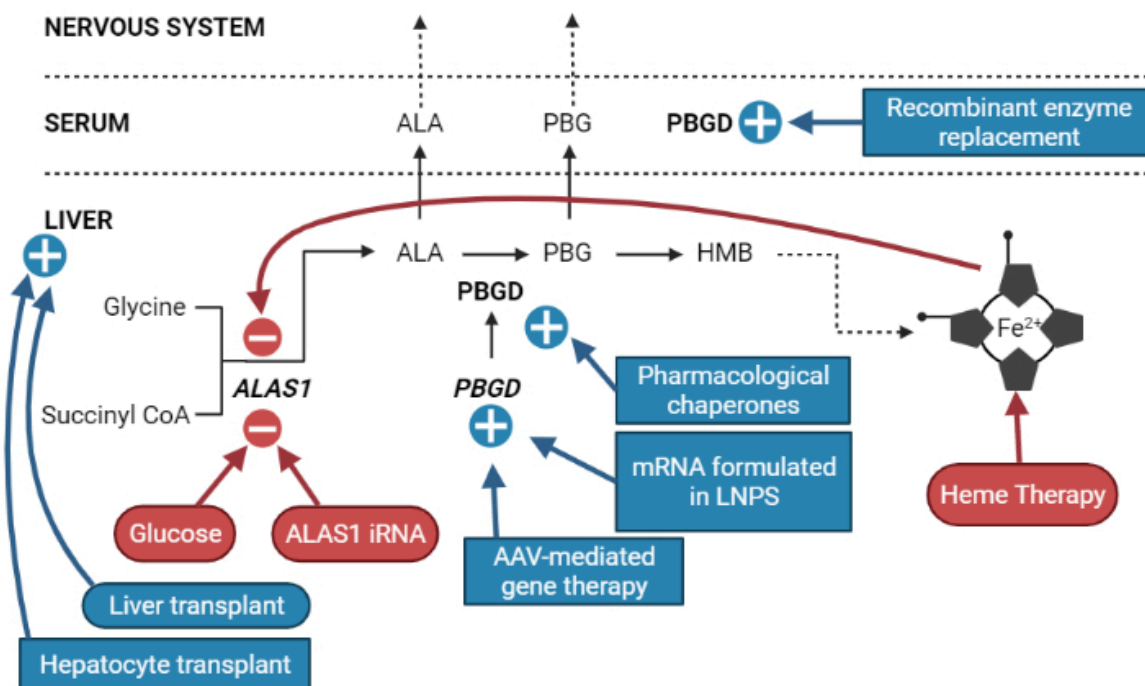 NERVOUS SYSTEM
SERUM
ALA
PBG
PBGD
Recombinant enzyme
replacement
LIVER
ALA
PBG
HMB
Glycine
PBGD
Fe2+
ALAS1
PBGD
Succinyl CoA
Pharmacological
chaperones
mRNA formulated
in LNPS
Heme Therapy
Glucose
ALAS1 iRNA
AAV-mediated
gene therapy
Liver transplant
Hepatocyte transplant